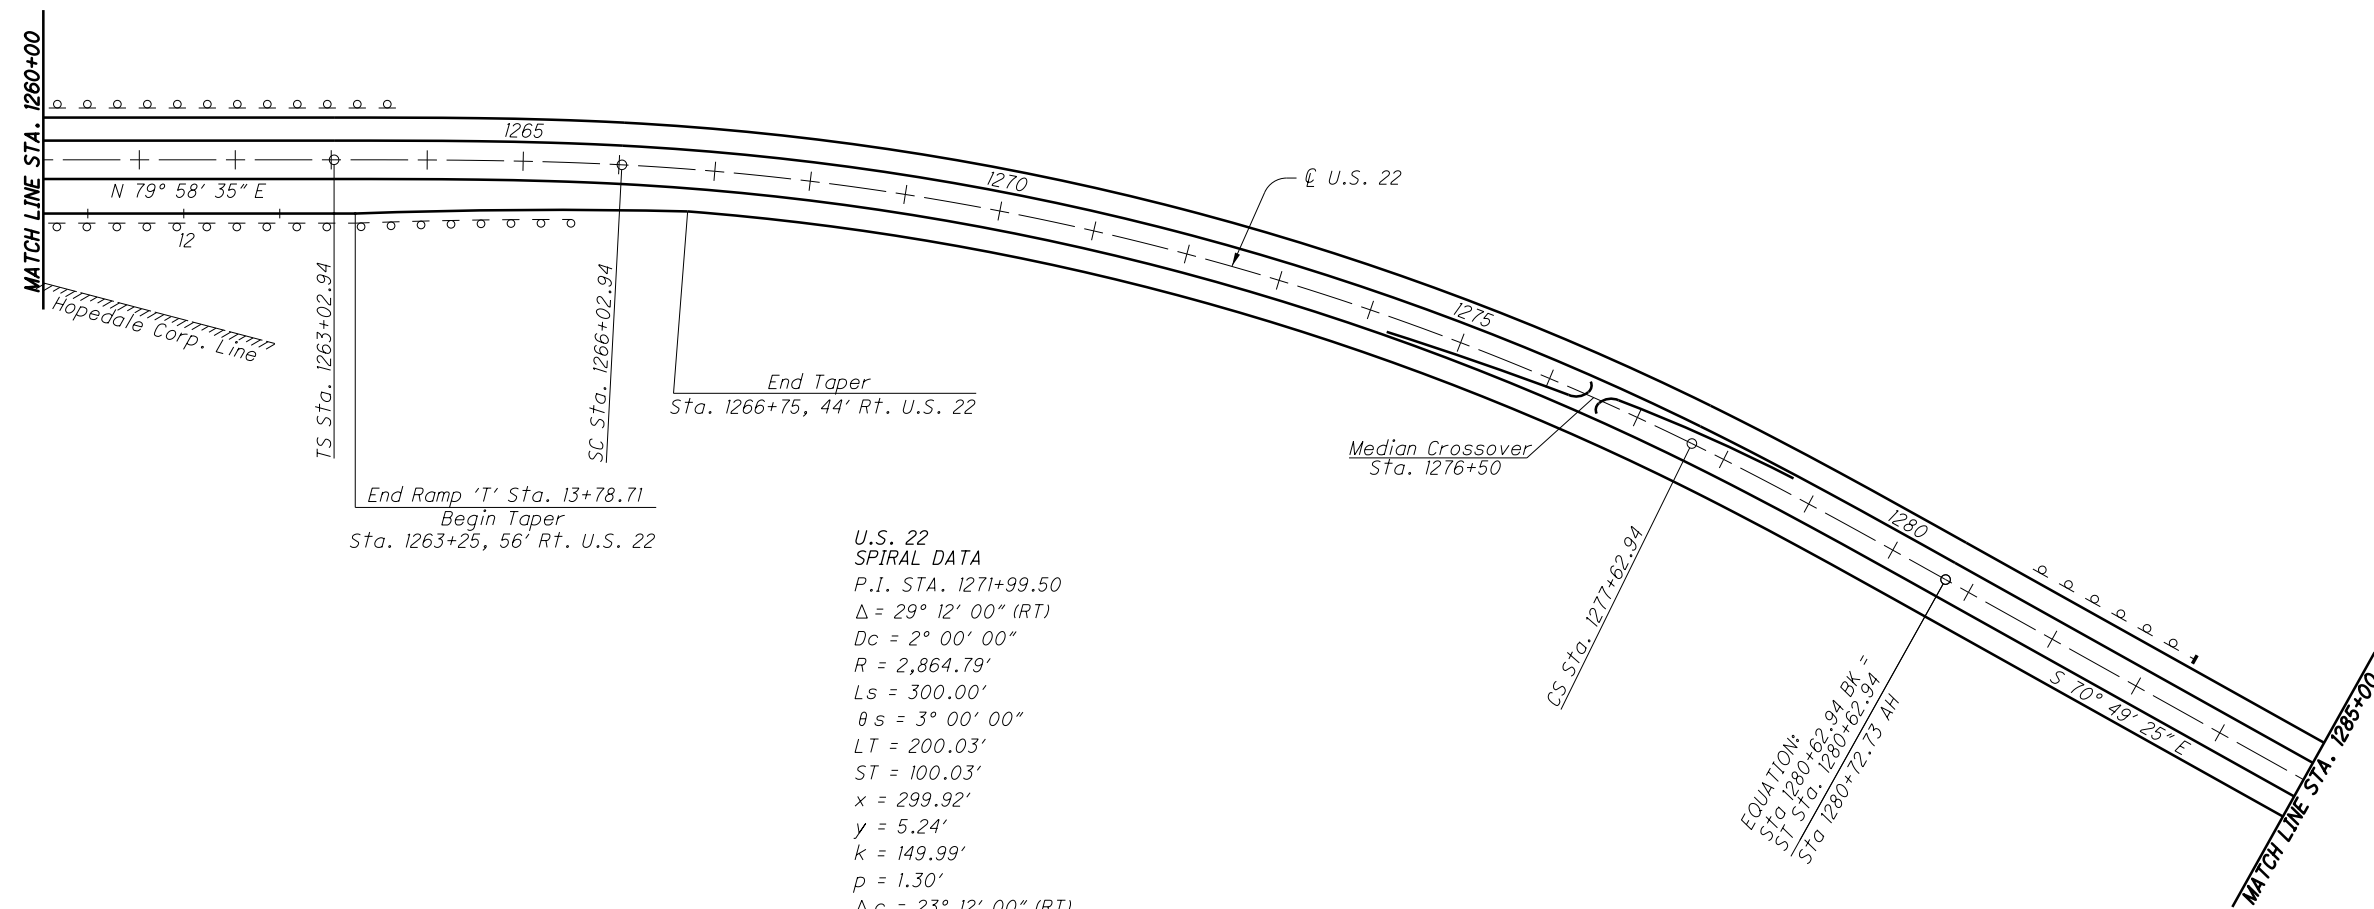 MATCH LINE STA. 1260+00
1265
1270
℄ U.S. 22
N 79° 58' 35" E
12
Hopedale Corp. Line
TS Sta. 1263+02.94
SC Sta. 1266+02.94
1275
End Taper
Sta. 1266+75, 44' Rt. U.S. 22
Median Crossover
Sta. 1276+50
End Ramp 'T' Sta. 13+78.71
Begin Taper
Sta. 1263+25, 56' Rt. U.S. 22
1280
CS Sta. 1277+62.94
U.S. 22
SPIRAL DATA
P.I. STA. 1271+99.50
Δ = 29° 12' 00" (RT)
Dc = 2° 00' 00"
R = 2,864.79'
Ls = 300.00'
θs = 3° 00' 00"
LT = 200.03'
ST = 100.03'
x = 299.92'
y = 5.24'
k = 149.99'
p = 1.30'
Δc = 23° 12' 00" (RT)
EQUATION:
Sta 1280+62.94 BK =
ST Sta. 1280+62.94
Sta 1280+72.73 AH
S 70° 49' 25" E
MATCH LINE STA. 1285+00